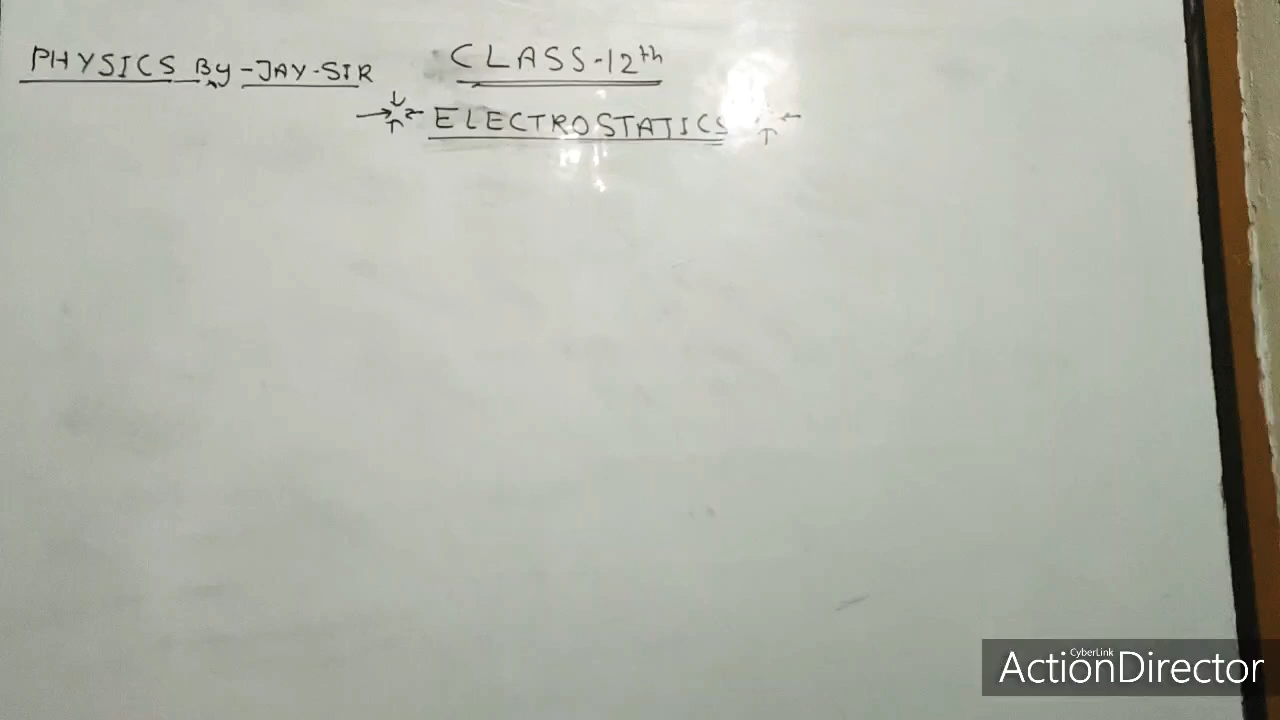 PHYSICS By-JAY-SIR
CLASS-12th
ELECTROSTATICS
CyberLink
ActionDirector